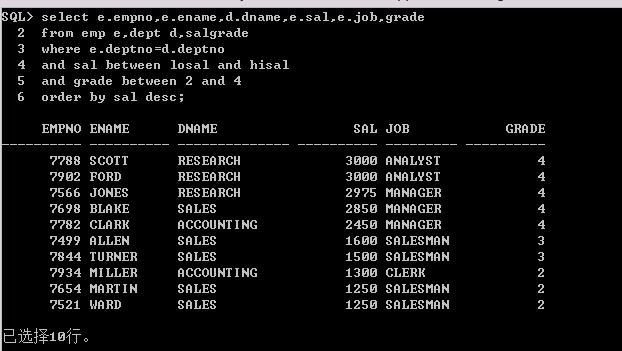 SQL> select e.empno,e.ename,d.dname,e.sal,e.job,grade
2 from emp e,dept d,salgrade
3 where e.deptno=d.deptno
4 and sal between losal and hisal
5 and grade between 2 and 4
6 order by sal desc;
EMPNO ENAME DNAME SAL JOB GRADE
---------- ---------- -------------- ---------- --------- ----------
7788 SCOTT RESEARCH 3000 ANALYST 4
7902 FORD RESEARCH 3000 ANALYST 4
7566 JONES RESEARCH 2975 MANAGER 4
7698 BLAKE SALES 2850 MANAGER 4
7782 CLARK ACCOUNTING 2450 MANAGER 4
7499 ALLEN SALES 1600 SALESMAN 3
7844 TURNER SALES 1500 SALESMAN 3
7934 MILLER ACCOUNTING 1300 CLERK 2
7654 MARTIN SALES 1250 SALESMAN 2
7521 WARD SALES 1250 SALESMAN 2
已选择10行。